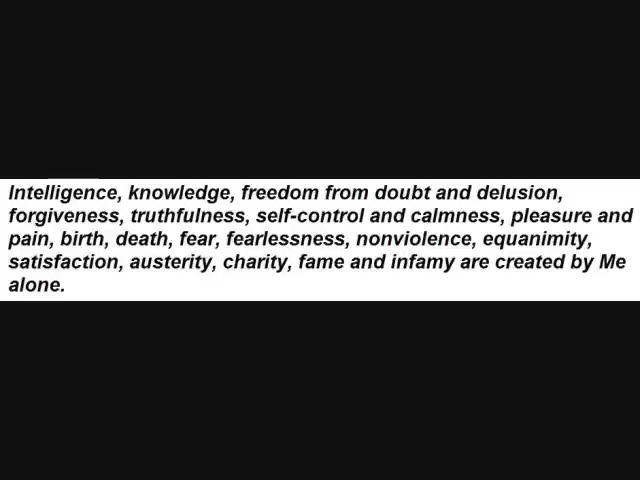 Intelligence, knowledge, freedom from doubt and delusion,
forgiveness, truthfulness, self-control and calmness, pleasure and
pain, birth, death, fear, fearlessness, nonviolence, equanimity,
satisfaction, austerity, charity, fame and infamy are created by Me
alone.